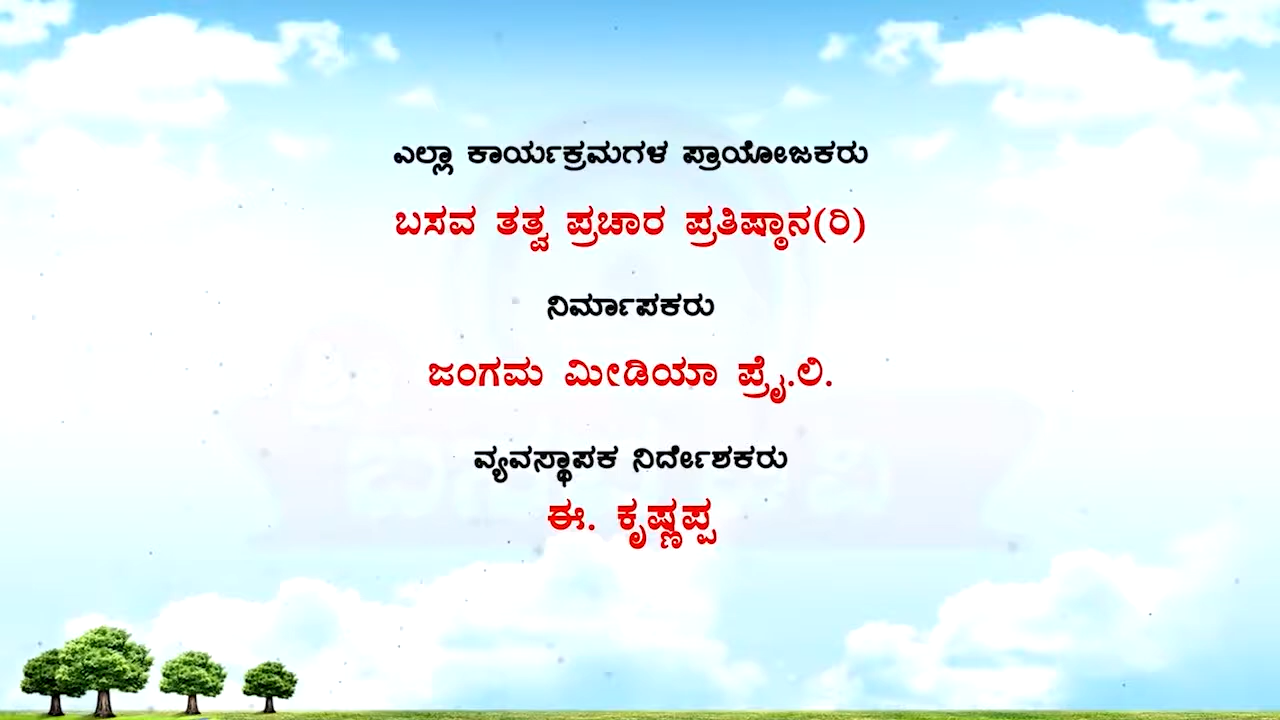 ಎಲ್ಲಾ ಕಾರ್ಯಕ್ರಮಗಳ ಪ್ರಾಯೋಜಕರು
ಬಸವ ತತ್ವ ಪ್ರಚಾರ ಪ್ರತಿಷ್ಠಾನ(ರಿ)
ನಿರ್ಮಾಪಕರು
ಜಂಗಮ ಮೀಡಿಯಾ ಪ್ರೈ.ಲಿ.
ವ್ಯವಸ್ಥಾಪಕ ನಿರ್ದೇಶಕರು
ಈ. ಕೃಷ್ಣಪ್ಪ